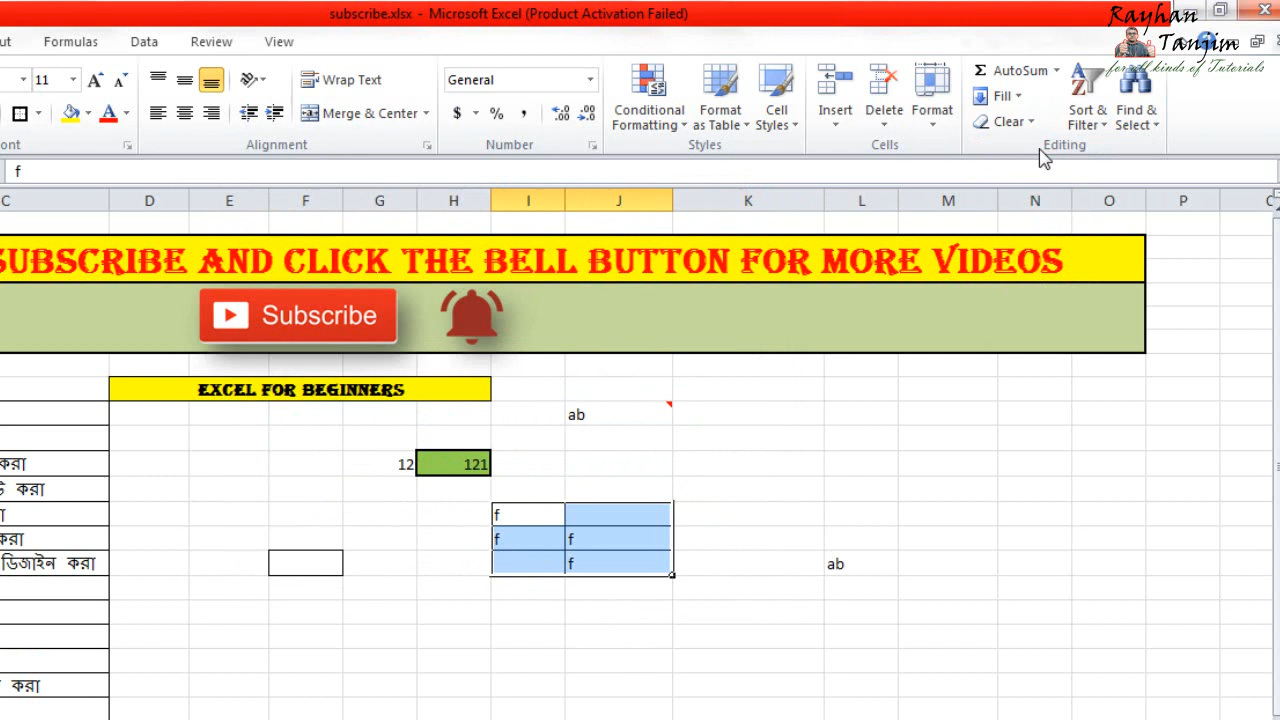 subscribe.xlsx - Microsoft Excel (Product Activation Failed)
Rayhan
Tanjim
for all kinds of Tutorials
ut Formulas Data Review View
11 Wrap Text General AutoSum
Fill
Merge & Center $ % , Conditional Formatting Format as Table Cell Styles Insert Delete Format Clear Sort & Filter Find & Select
ont Alignment Number Styles Cells Editing
f
C D E F G H I J K L M N O P
SUBSCRIBE AND CLICK THE BELL BUTTON FOR MORE VIDEOS
Subscribe
EXCEL FOR BEGINNERS
ab
করা 12 121
ট করা
f
করা f f
ডিজাইন করা f ab
করা